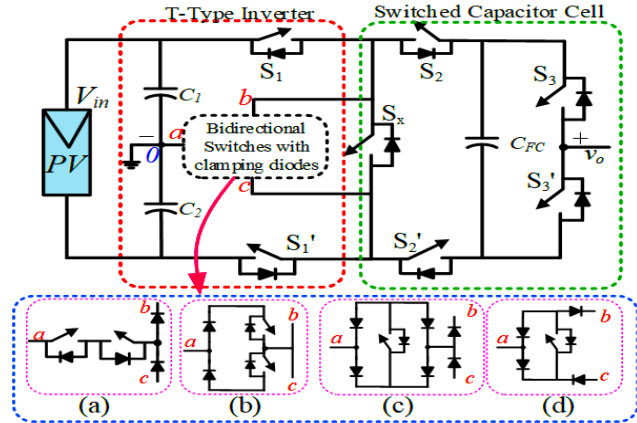 T-Type Inverter
Switched Capacitor Cell
S1
S2
S3
Vin
C1
b
Sx
PV
− a
0
Bidirectional
Switches with
clamping diodes
CFC
+
vo
c
C2
S3'
S1'
S2'
a b c
(a)
a b c
(b)
a b c
(c)
a b c
(d)